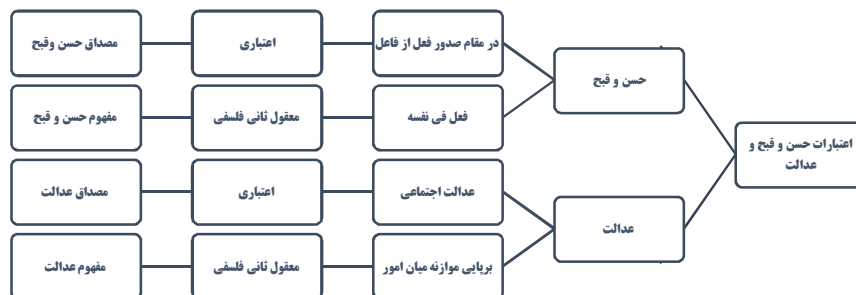 اعتبارات حسن و قبح و
عدالت
حسن و قبح
در مقام صدور فعل از فاعل
اعتباری
مصداق حسن وقبح
فعل فی نفسه
معقول ثانی فلسفی
مفهوم حسن و قبح
عدالت
عدالت اجتماعی
اعتباری
مصداق عدالت
برپایی موازنه میان امور
معقول ثانی فلسفی
مفهوم عدالت